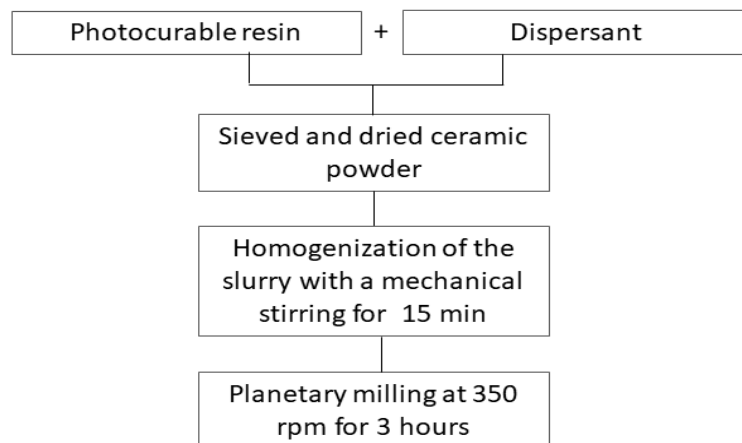 Photocurable resin + Dispersant
Sieved and dried ceramic
powder
Homogenization of the
slurry with a mechanical
stirring for 15 min
Planetary milling at 350
rpm for 3 hours